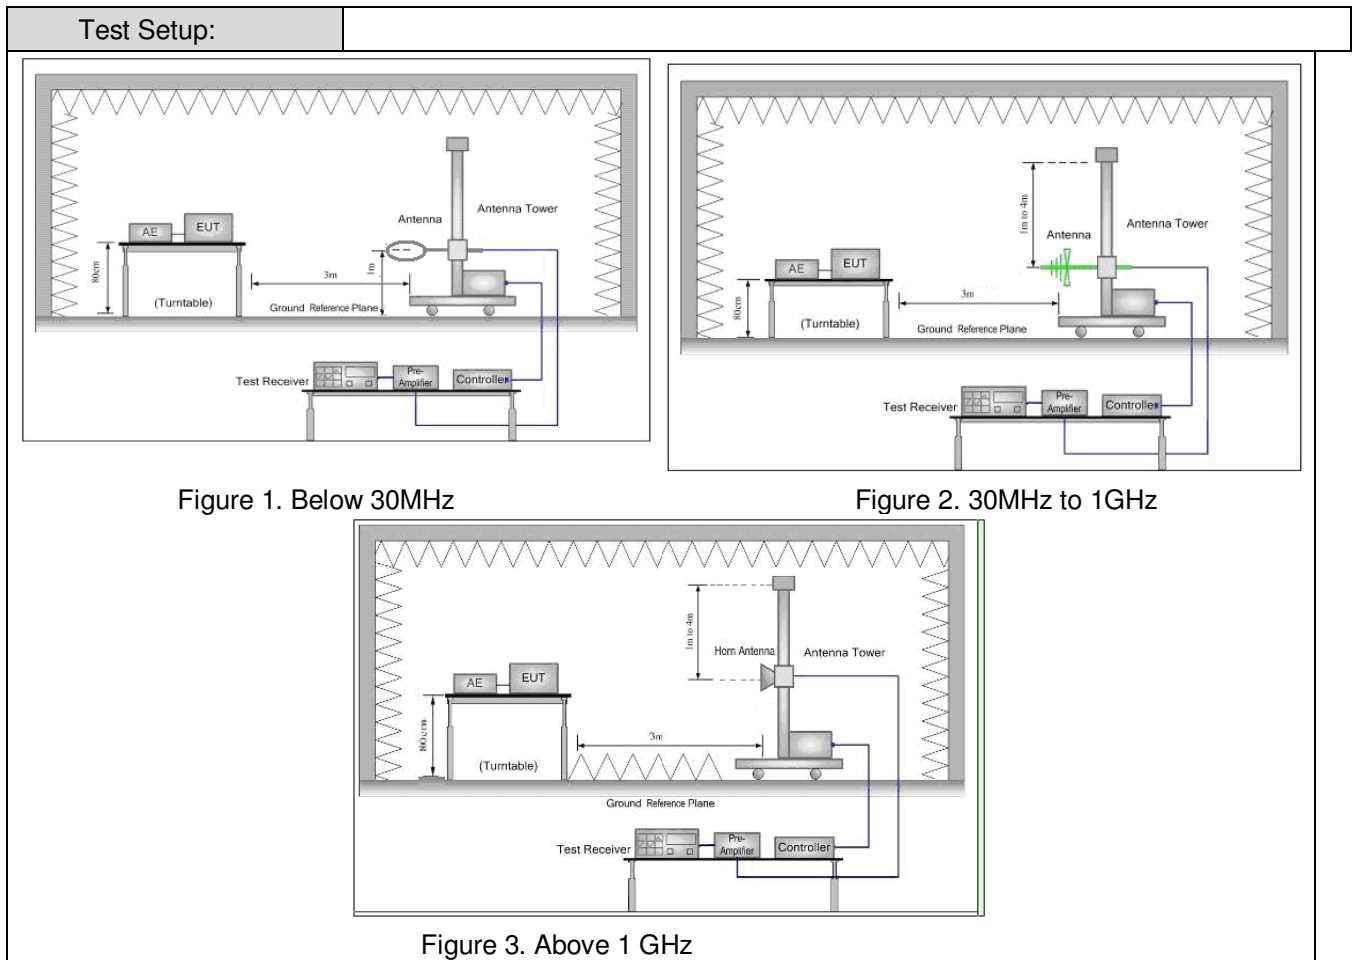 Test Setup:
Antenna
Antenna Tower
AE
EUT
80cm
3m
1m
(Turntable)
Ground Reference Plane
Test Receiver
Pre-
Amplifier
Controller
Figure 1. Below 30MHz
1m to 4m
Antenna
Antenna Tower
AE
EUT
80cm
3m
(Turntable)
Ground Reference Plane
Test Receiver
Pre-
Amplifier
Controller
Figure 2. 30MHz to 1GHz
1m to 4m
Horn Antenna
Antenna Tower
AE
EUT
80cm
3m
(Turntable)
Ground Reference Plane
Test Receiver
Pre-
Amplifier
Controller
Figure 3. Above 1 GHz